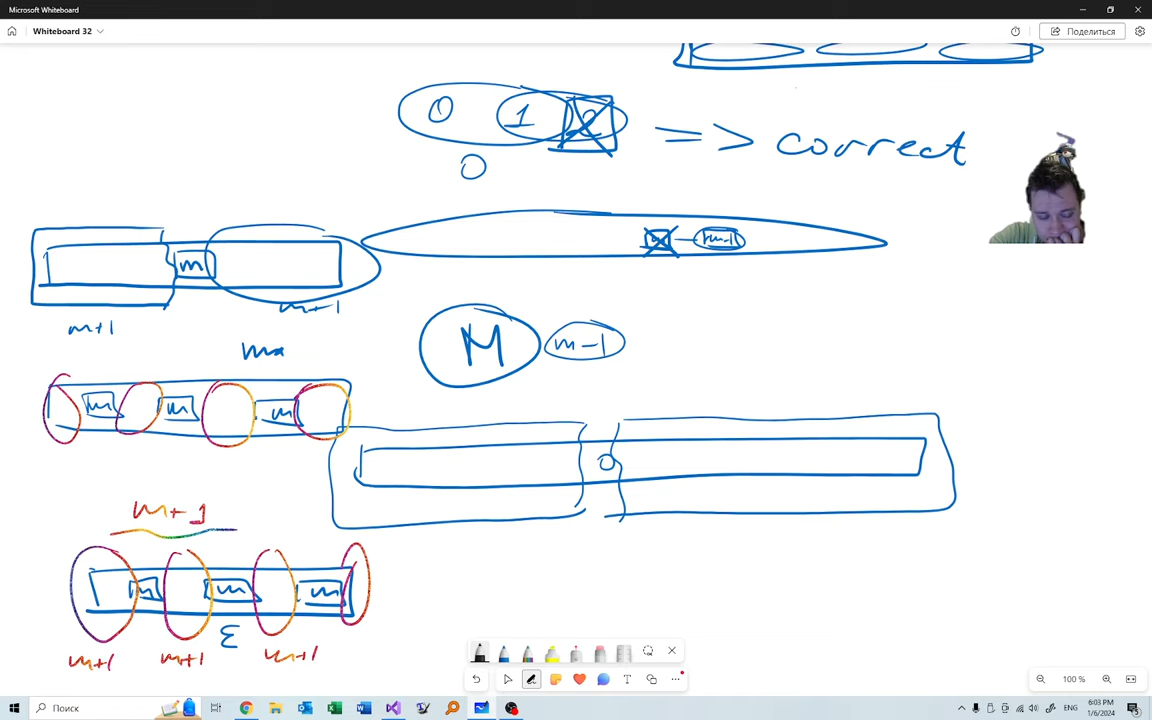 Microsoft Whiteboard
Whiteboard 32
Поделиться
0 1 2 => correct
0
m
m-1
m+1
m+1
M m-1
m m m
0
m+1
m m m
m+1 m+1 m+1
100 %
Поиск
ENG
6:03 PM
1/6/2024